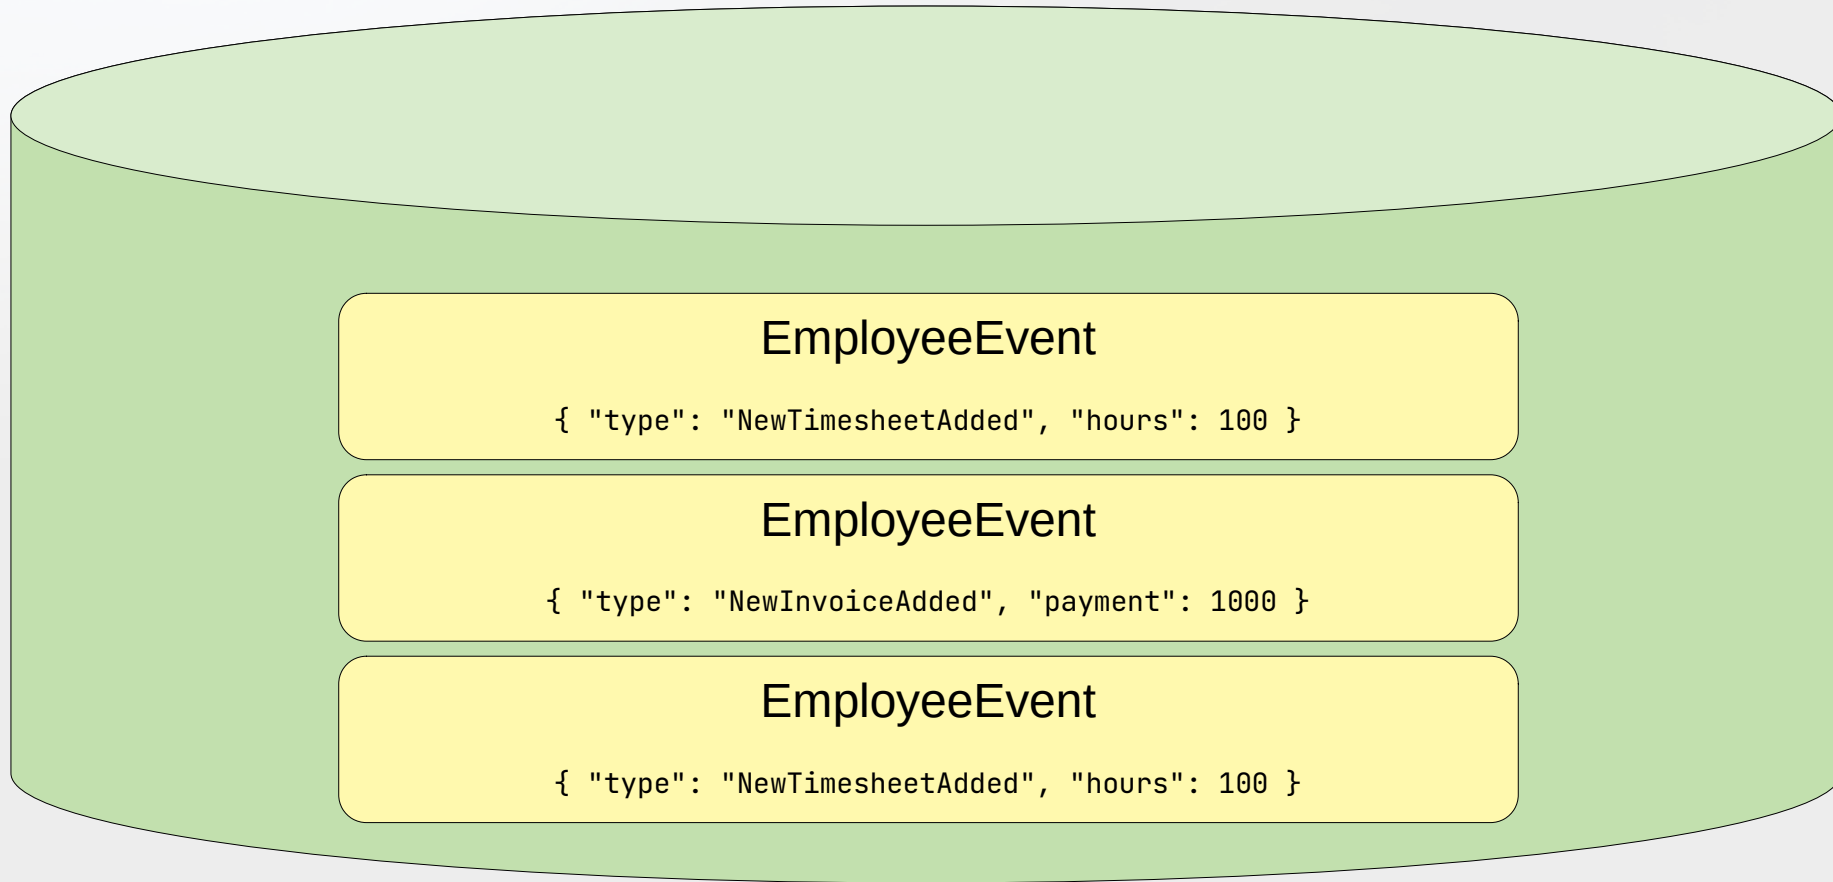 EmployeeEvent
{ "type": "NewTimesheetAdded", "hours": 100 }
EmployeeEvent
{ "type": "NewInvoiceAdded", "payment": 1000 }
EmployeeEvent
{ "type": "NewTimesheetAdded", "hours": 100 }